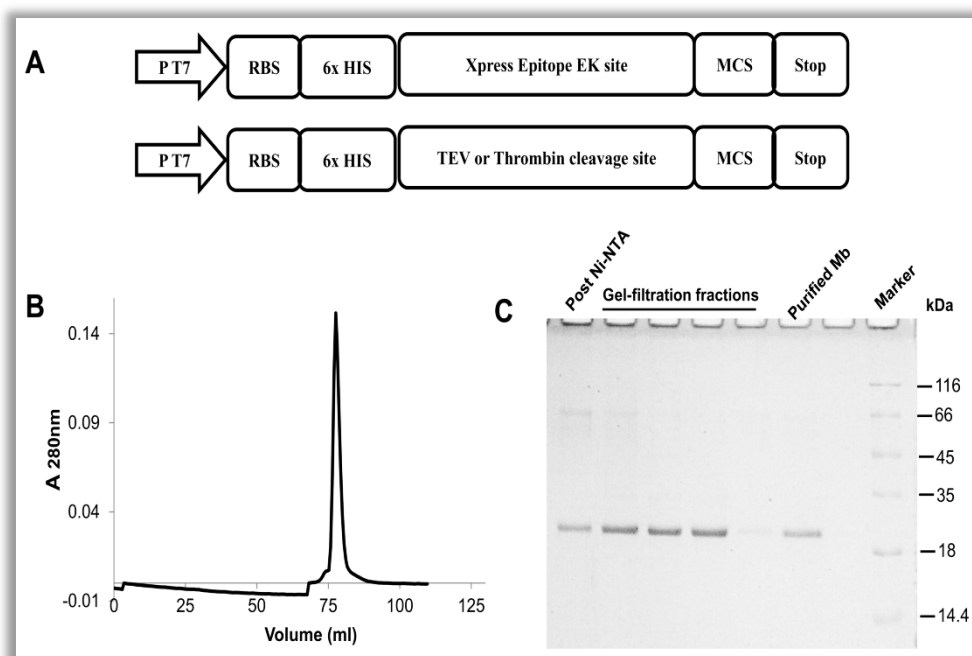 A
P T7 RBS 6x HIS Xpress Epitope EK site MCS Stop
P T7 RBS 6x HIS TEV or Thrombin cleavage site MCS Stop
B
A 280nm
0.14
0.09
0.04
-0.01
0 25 50 75 100 125
Volume (ml)
C
Post Ni-NTA
Gel-filtration fractions
Purified Mb
Marker
kDa
116
66
45
35
18
14.4